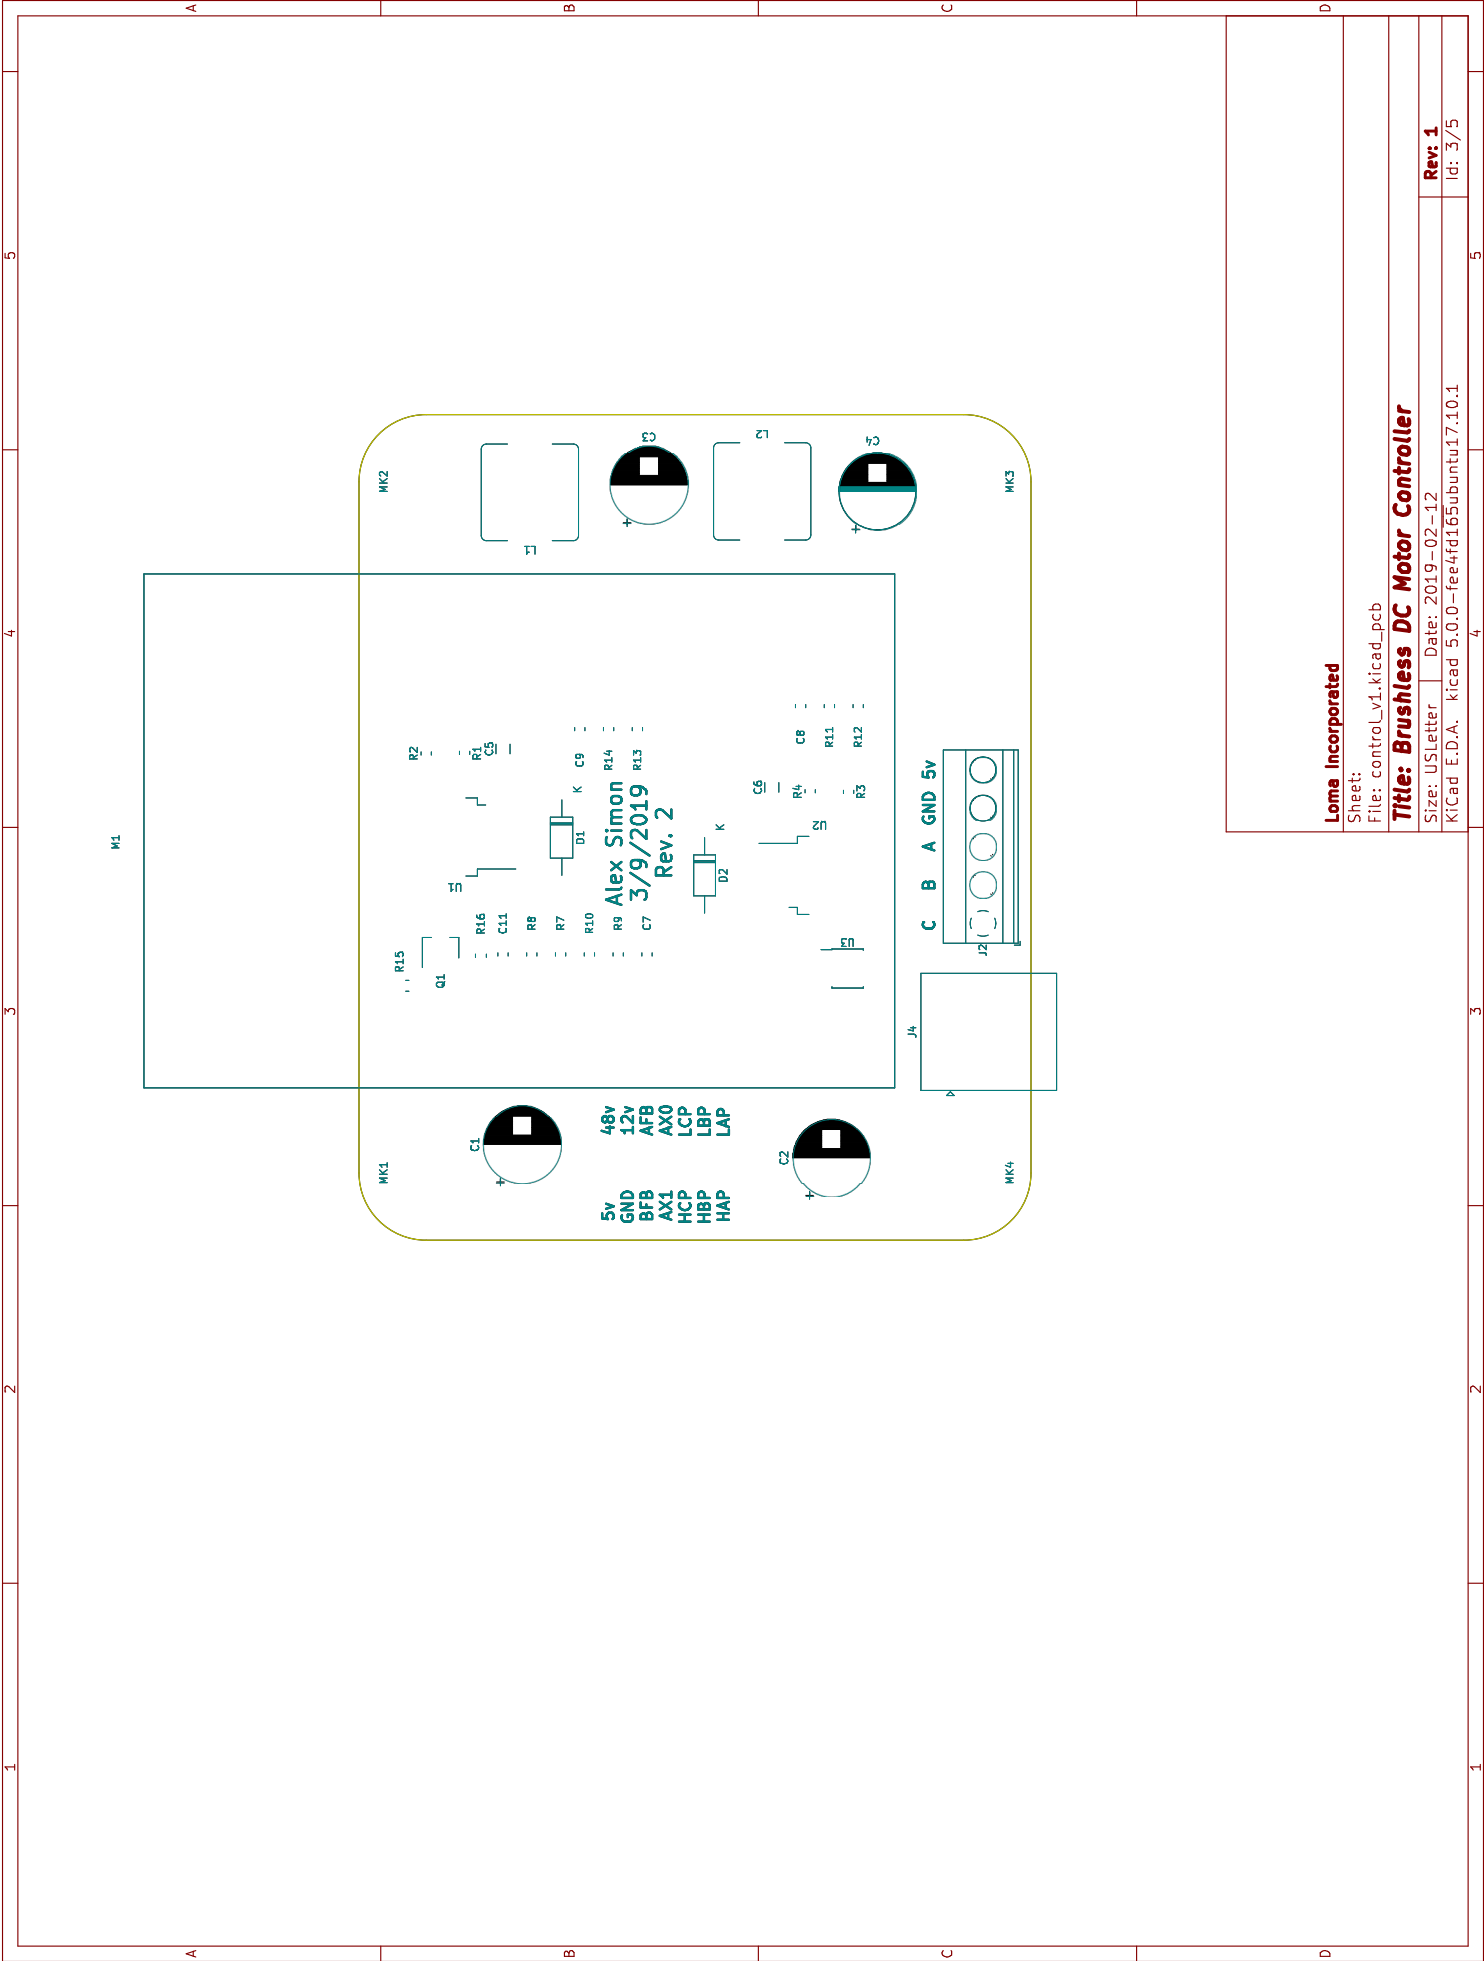 A
B
C
D
1
2
3
4
5
A
B
C
D
1
2
3
4
5
M1
MK2
MK3
MK1
MK4
L1
C3
L2
C4
R2
R1
C5
C9
R14
R13
C8
R11
R12
C6
R4
R3
U1
U2
U3
K
D1
K
D2
Alex Simon
3/9/2019
Rev. 2
R15
Q1
R16
C11
R8
R7
R10
R9
C7
C B A GND 5v
J2
J4
C1
C2
48v
12v
AFB
AX0
LCP
LBP
LAP
5v
GND
BFB
AX1
HCP
HBP
HAP
+
+
+
+
Loma Incorporated
Sheet:
File: control_v1.kicad_pcb
Title: Brushless DC Motor Controller
Size: USLetter Date: 2019-02-12 Rev: 1
KiCad E.D.A. kicad 5.0.0-fee4fd165ubuntu17.10.1 Id: 3/5